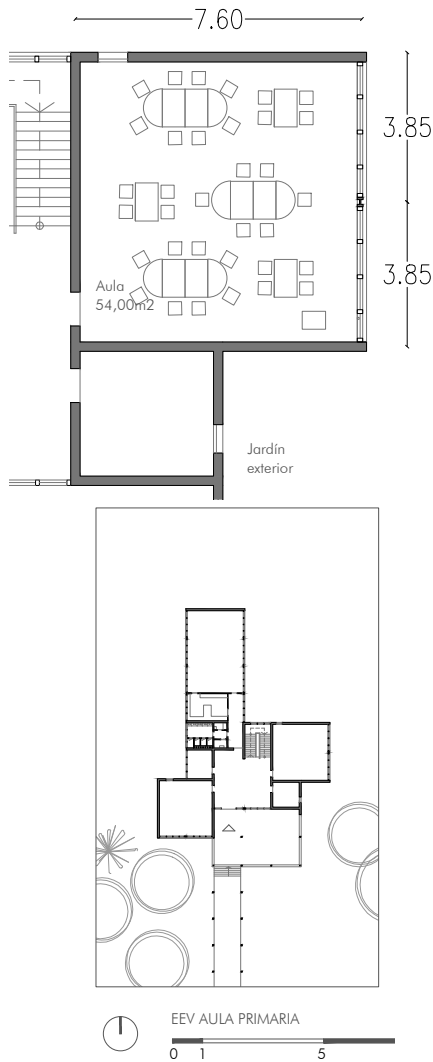 7.60
3.85
3.85
Aula
54,00m2
Jardín
exterior
EEV AULA PRIMARIA
0 1 5